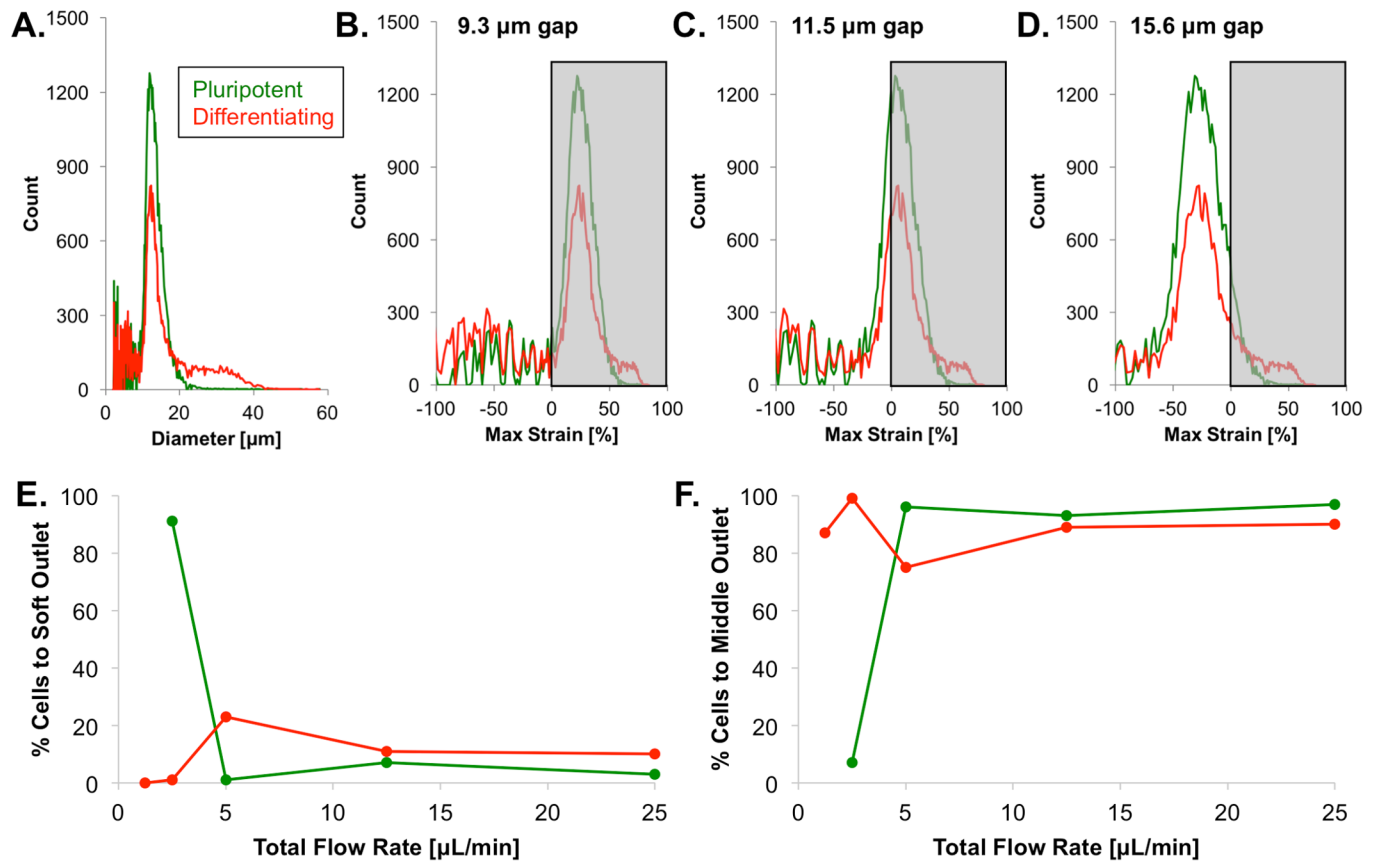 A.
1500
1200
900
600
300
0
Count
0 20 40 60
Diameter [µm]
Pluripotent
Differentiating
B.
9.3 µm gap
1500
1200
900
600
300
0
Count
-100 -50 0 50 100
Max Strain [%]
C.
11.5 µm gap
1500
1200
900
600
300
0
Count
-100 -50 0 50 100
Max Strain [%]
D.
15.6 µm gap
1500
1200
900
600
300
0
Count
-100 -50 0 50 100
Max Strain [%]
E.
100
80
60
40
20
0
% Cells to Soft Outlet
0 5 10 15 20 25
Total Flow Rate [µL/min]
F.
100
80
60
40
20
0
% Cells to Middle Outlet
0 5 10 15 20 25
Total Flow Rate [µL/min]